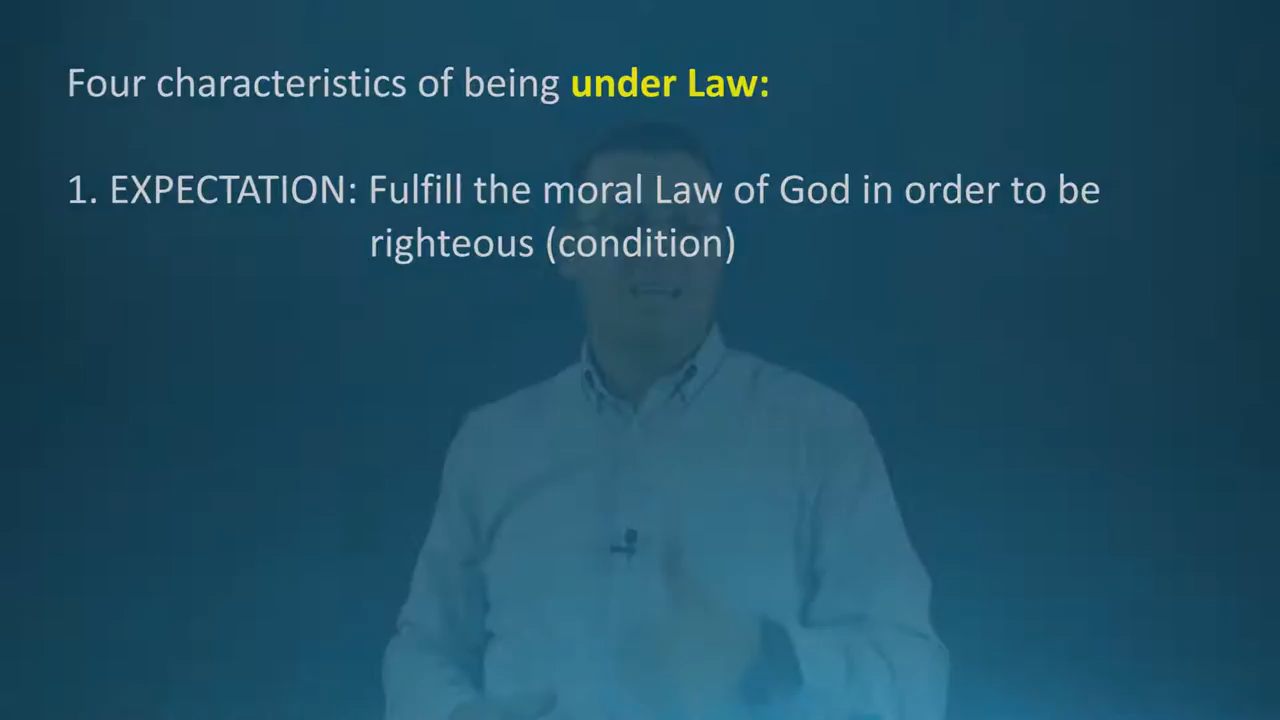 Four characteristics of being under Law:
1. EXPECTATION: Fulfill the moral Law of God in order to be
righteous (condition)